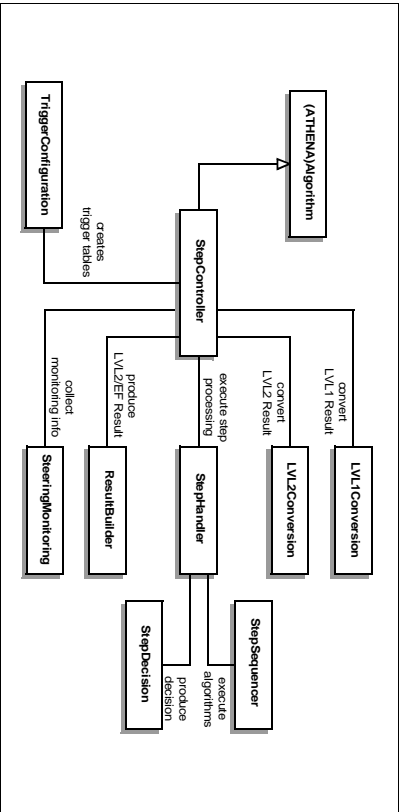 (ATHENA)Algorithm
TriggerConfiguration
creates
trigger tables
StepController
convert
LVL1 Result
convert
LVL2 Result
execute step
processing
produce
LVL2/EF Result
collect
monitoring info
LVL1Conversion
LVL2Conversion
StepHandler
ResultBuilder
SteeringMonitoring
execute
algorithms
produce
decision
StepSequencer
StepDecision